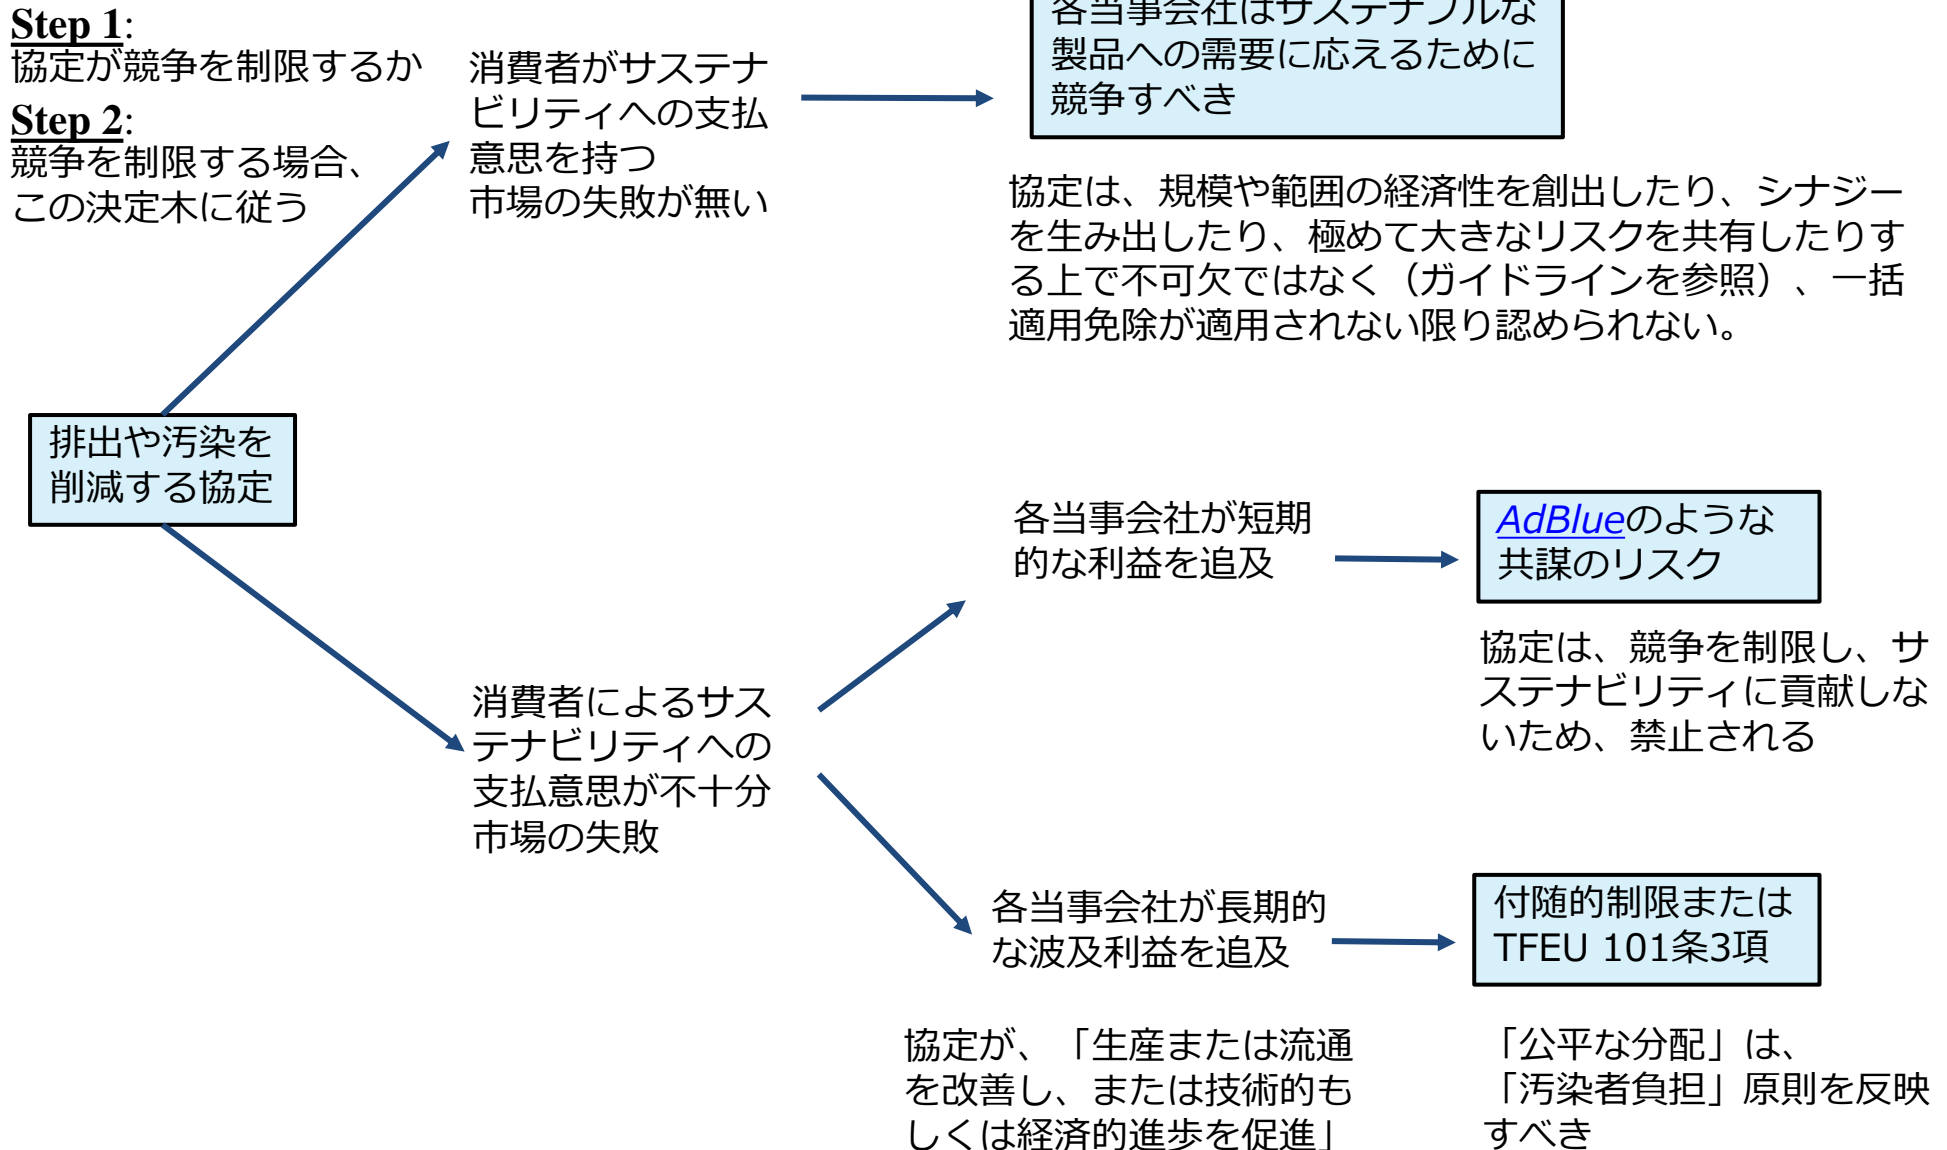 Step 1:
協定が競争を制限するか
Step 2:
競争を制限する場合、
この決定木に従う
消費者がサステナ
ビリティへの支払
意思を持つ
市場の失敗が無い
各当事会社はサステナブルな
製品への需要に応えるために
競争すべき
協定は、規模や範囲の経済性を創出したり、シナジー
を生み出したり、極めて大きなリスクを共有したりす
る上で不可欠ではなく（ガイドラインを参照）、一括
適用免除が適用されない限り認められない。
排出や汚染を
削減する協定
各当事会社が短期
的な利益を追及
AdBlueのような
共謀のリスク
協定は、競争を制限し、サ
ステナビリティに貢献しな
いため、禁止される
消費者によるサス
テナビリティへの
支払意思が不十分
市場の失敗
各当事会社が長期的
な波及利益を追及
付随的制限または
TFEU 101条3項
協定が、「生産または流通
を改善し、または技術的も
しくは経済的進歩を促進」
「公平な分配」は、
「汚染者負担」原則を反映
すべき